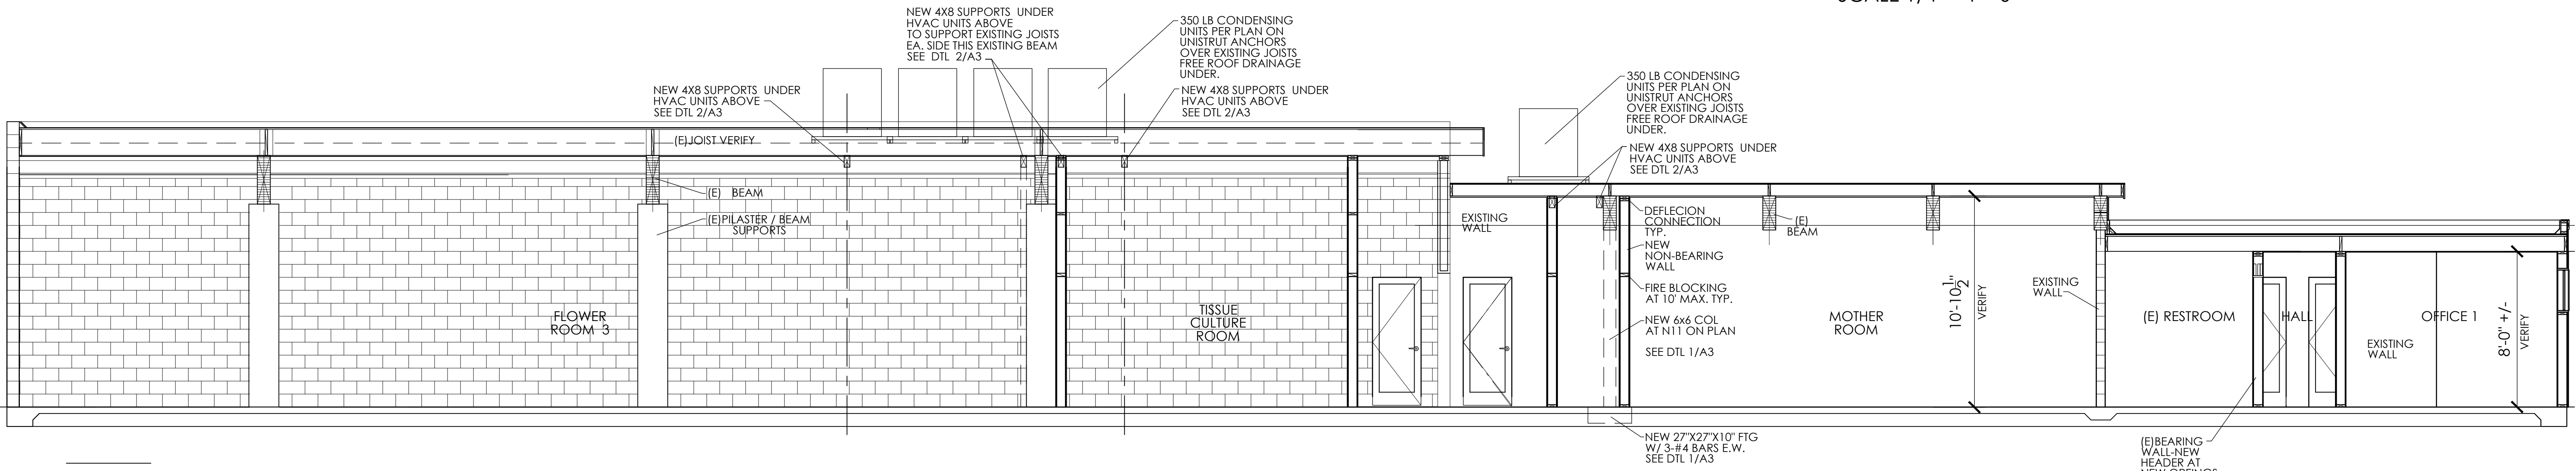 NEW 4X8 SUPPORTS UNDER
HVAC UNITS ABOVE
TO SUPPORT EXISTING JOISTS
EA. SIDE THIS EXISTING BEAM
SEE DTL 2/A3
350 LB CONDENSING
UNITS PER PLAN ON
UNISTRUT ANCHORS
OVER EXISTING JOISTS
FREE ROOF DRAINAGE
UNDER.
NEW 4X8 SUPPORTS UNDER
HVAC UNITS ABOVE
SEE DTL 2/A3
NEW 4X8 SUPPORTS UNDER
HVAC UNITS ABOVE
SEE DTL 2/A3
350 LB CONDENSING
UNITS PER PLAN ON
UNISTRUT ANCHORS
OVER EXISTING JOISTS
FREE ROOF DRAINAGE
UNDER.
NEW 4X8 SUPPORTS UNDER
HVAC UNITS ABOVE
SEE DTL 2/A3
(E)JOIST VERIFY
(E) BEAM
(E)PILASTER / BEAM
SUPPORTS
EXISTING
WALL
DEFLECION
CONNECTION
TYP.
NEW
NON-BEARING
WALL
FIRE BLOCKING
AT 10' MAX. TYP.
NEW 6x6 COL
AT N11 ON PLAN
SEE DTL 1/A3
(E)
BEAM
10'-10 1/2"
VERIFY
EXISTING
WALL
FLOWER
ROOM 3
TISSUE
CULTURE
ROOM
MOTHER
ROOM
(E) RESTROOM
HALL
OFFICE 1
EXISTING
WALL
8'-0" +/-
VERIFY
NEW 27"X27"X10" FTG
W/ 3-#4 BARS E.W.
SEE DTL 1/A3
(E)BEARING
WALL-NEW
HEADER AT